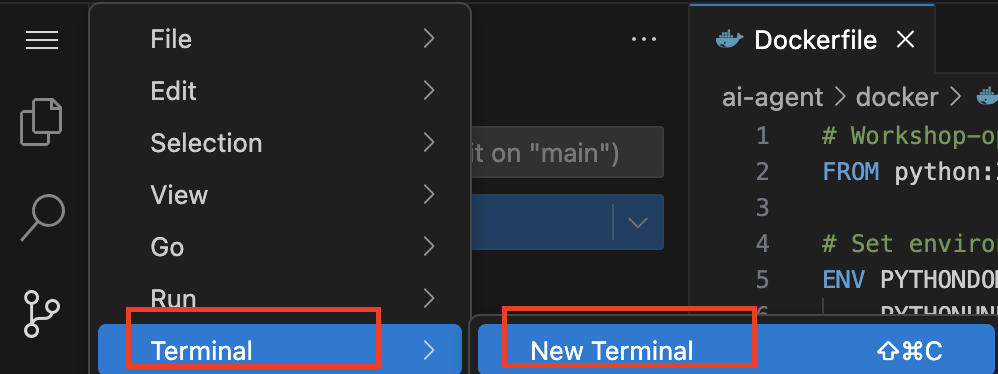 File
Edit
Selection
View
Go
Run
Terminal
New Terminal ⇧⌘C
it on "main")
Dockerfile
ai-agent > docker >
1 # Workshop-op
2 FROM python:
3
4 # Set environ
5 ENV PYTHONDO
6 PYTHONUN